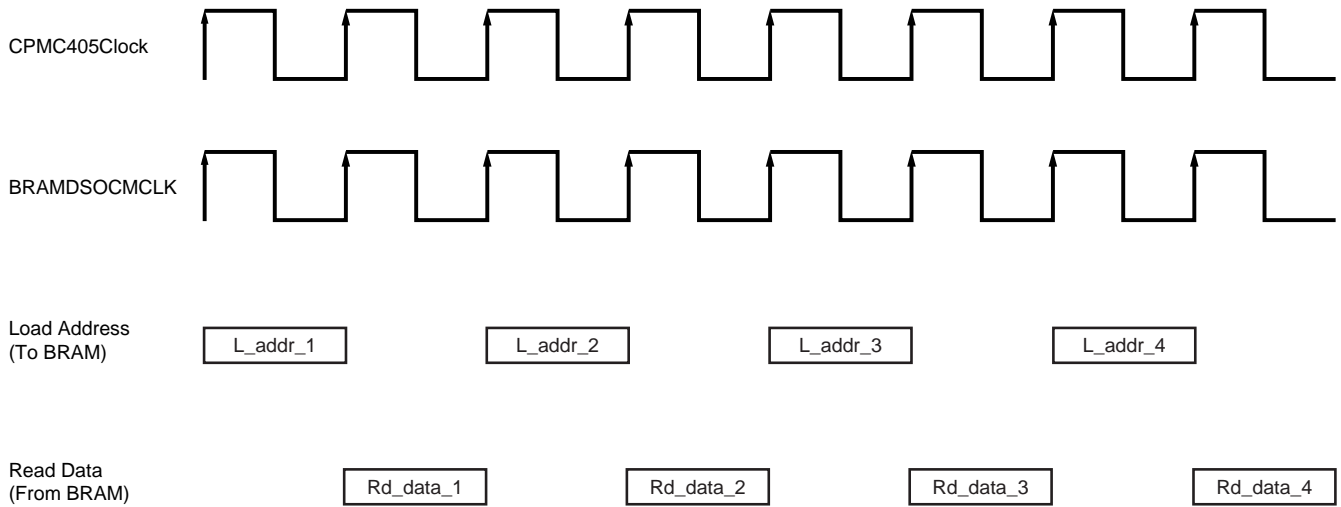 CPMC405Clock
BRAMDSOCMCLK
Load Address
(To BRAM)
L_addr_1
L_addr_2
L_addr_3
L_addr_4
Read Data
(From BRAM)
Rd_data_1
Rd_data_2
Rd_data_3
Rd_data_4